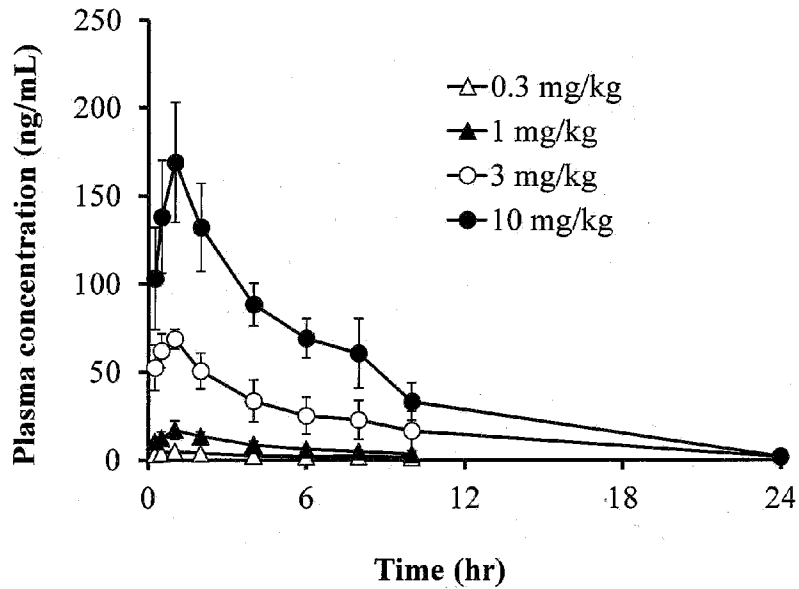 Plasma concentration (ng/mL)
250
200
150
100
50
0
0.3 mg/kg
1 mg/kg
3 mg/kg
10 mg/kg
0
6
12
18
24
Time (hr)